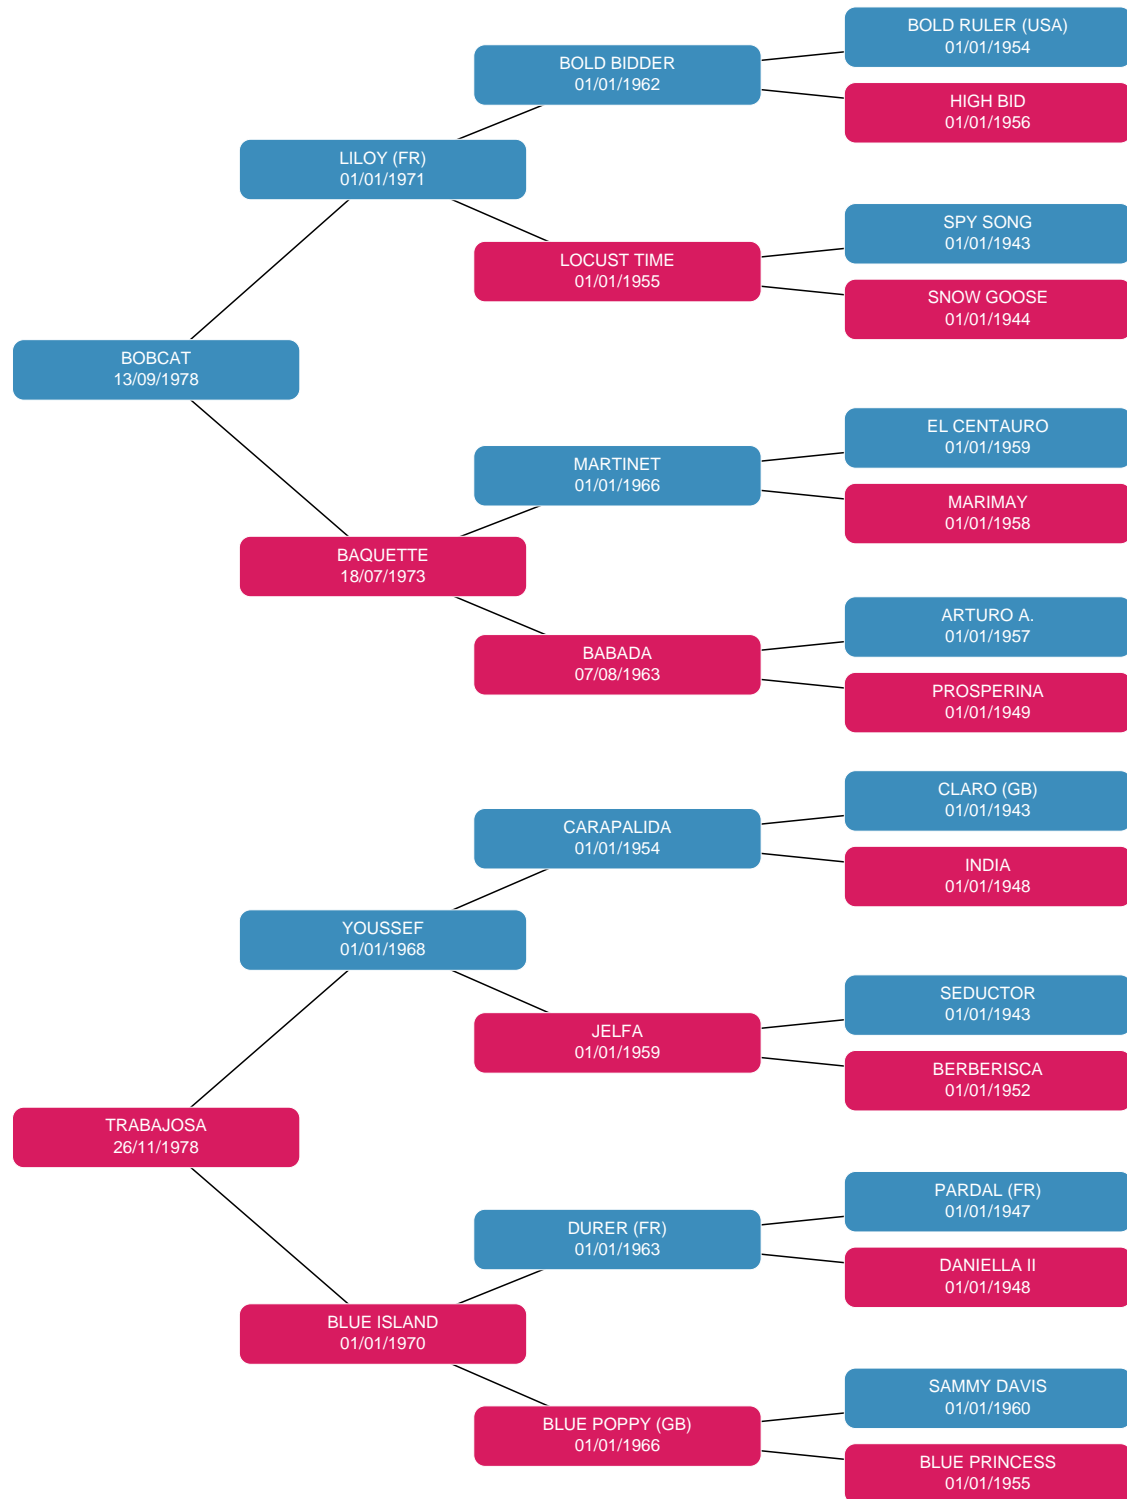 BOLD RULER (USA)
01/01/1954
BOLD BIDDER
01/01/1962
HIGH BID
01/01/1956
LILOY (FR)
01/01/1971
SPY SONG
01/01/1943
LOCUST TIME
01/01/1955
SNOW GOOSE
01/01/1944
BOBCAT
13/09/1978
EL CENTAURO
01/01/1959
MARTINET
01/01/1966
MARIMAY
01/01/1958
BAQUETTE
18/07/1973
ARTURO A.
01/01/1957
BABADA
07/08/1963
PROSPERINA
01/01/1949
CLARO (GB)
01/01/1943
CARAPALIDA
01/01/1954
INDIA
01/01/1948
YOUSSEF
01/01/1968
SEDUCTOR
01/01/1943
JELFA
01/01/1959
BERBERISCA
01/01/1952
TRABAJOSA
26/11/1978
PARDAL (FR)
01/01/1947
DURER (FR)
01/01/1963
DANIELLA II
01/01/1948
BLUE ISLAND
01/01/1970
SAMMY DAVIS
01/01/1960
BLUE POPPY (GB)
01/01/1966
BLUE PRINCESS
01/01/1955